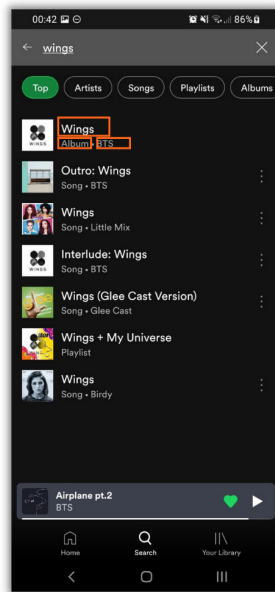 00:42 86%
wings
Top Artists Songs Playlists Albums
WINGS
Wings
Album • BTS
Outro: Wings
Song • BTS
Wings
Song • Little Mix
WINGS
Interlude: Wings
Song • BTS
Wings (Glee Cast Version)
Song • Glee Cast
Wings + My Universe
Playlist
Wings
Song • Birdy
Airplane pt.2
BTS
Home Search Your Library